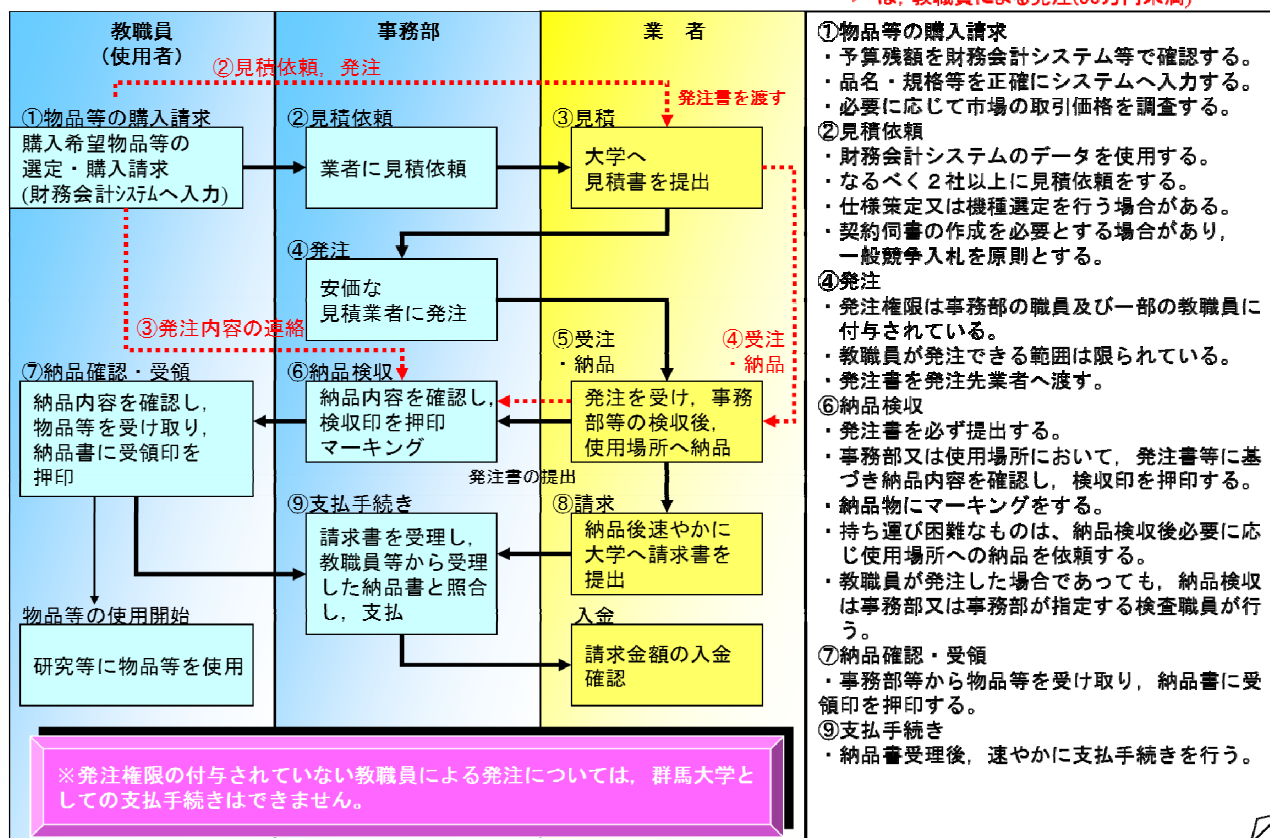 は，教職員による発注(50万円未満)
教職員
(使用者)
事務部
業　者
②見積依頼，発注
発注書を渡す
①物品等の購入請求
購入希望物品等の
選定・購入請求
(財務会計システムへ入力)
②見積依頼
業者に見積依頼
③見積
大学へ
見積書を提出
④発注
安価な
見積業者に発注
③発注内容の連絡
⑤受注
・納品
④受注
・納品
⑦納品確認・受領
納品内容を確認し，
物品等を受け取り，
納品書に受領印を
押印
⑥納品検収
納品内容を確認し，
検収印を押印
マーキング
発注を受け，事務
部等の検収後，
使用場所へ納品
発注書の提出
⑨支払手続き
請求書を受理し，
教職員等から受理
した納品書と照合
し，支払
⑧請求
納品後速やかに
大学へ請求書を
提出
物品等の使用開始
研究等に物品等を使用
入金
請求金額の入金
確認
※発注権限の付与されていない教職員による発注については，群馬大学と
しての支払手続きはできません。
①物品等の購入請求
・予算残額を財務会計システム等で確認する。
・品名・規格等を正確にシステムへ入力する。
・必要に応じて市場の取引価格を調査する。
②見積依頼
・財務会計システムのデータを使用する。
・なるべく２社以上に見積依頼をする。
・仕様策定又は機種選定を行う場合がある。
・契約伺書の作成を必要とする場合があり，
一般競争入札を原則とする。
④発注
・発注権限は事務部の職員及び一部の教職員に
付与されている。
・教職員が発注できる範囲は限られている。
・発注書を発注先業者へ渡す。
⑥納品検収
・発注書を必ず提出する。
・事務部又は使用場所において，発注書等に基
づき納品内容を確認し，検収印を押印する。
・納品物にマーキングをする。
・持ち運び困難なものは、納品検収後必要に応
じ使用場所への納品を依頼する。
・教職員が発注した場合であっても，納品検収
は事務部又は事務部が指定する検査職員が行
う。
⑦納品確認・受領
・事務部等から物品等を受け取り，納品書に受
領印を押印する。
⑨支払手続き
・納品書受理後，速やかに支払手続きを行う。